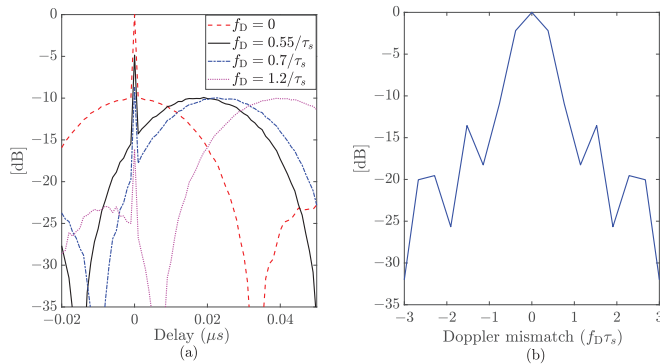 0
−5
−10
−15
−20
−25
−30
−35
[dB]
−0.02
0
0.02
0.04
Delay (μs)
(a)
f_D = 0
f_D = 0.55/τ_s
f_D = 0.7/τ_s
f_D = 1.2/τ_s
0
−5
−10
−15
−20
−25
−30
−35
[dB]
−3
−2
−1
0
1
2
3
Doppler mismatch (f_D τ_s)
(b)